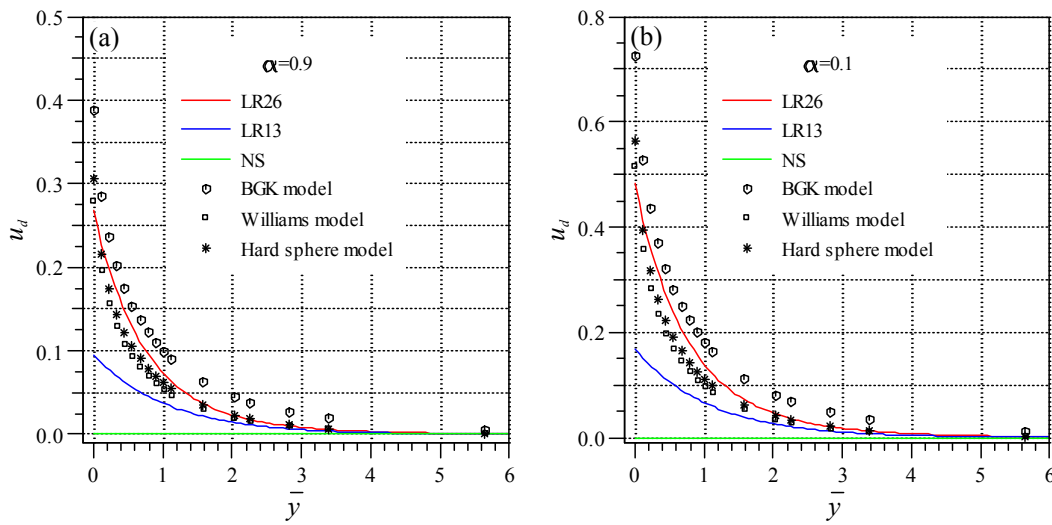 (a)
α=0.9
LR26
LR13
NS
BGK model
Williams model
Hard sphere model
0.5
0.4
0.3
0.2
0.1
0.0
u_d
0 1 2 3 4 5 6
y̅
(b)
α=0.1
LR26
LR13
NS
BGK model
Williams model
Hard sphere model
0.8
0.6
0.4
0.2
0.0
u_d
0 1 2 3 4 5 6
y̅